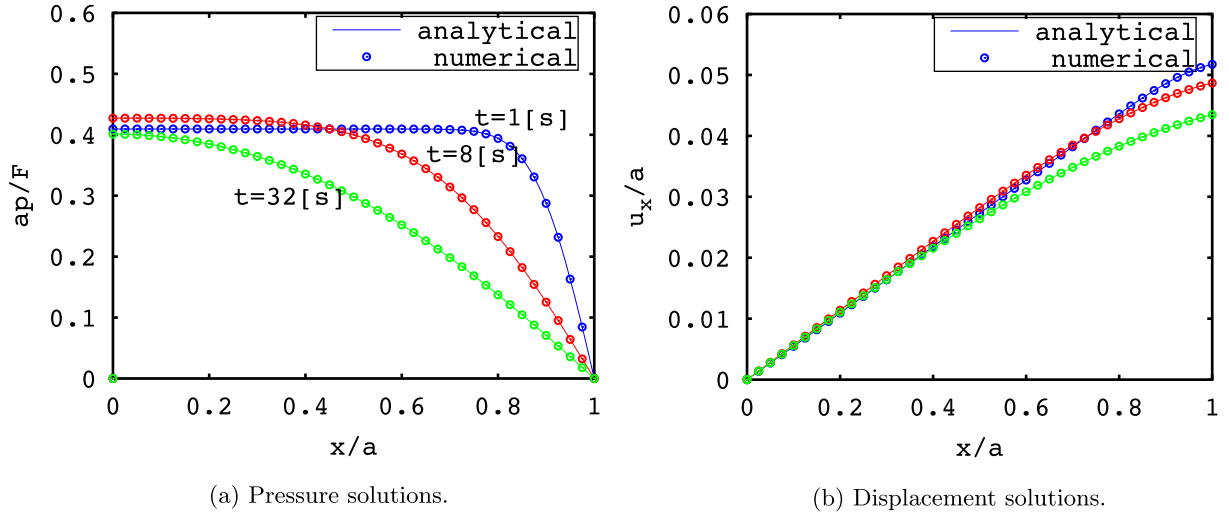 0.6
0.5
0.4
0.3
0.2
0.1
0
ap/F
analytical
numerical
t=1[s]
t=8[s]
t=32[s]
0 0.2 0.4 0.6 0.8 1
x/a
(a) Pressure solutions.
0.06
0.05
0.04
0.03
0.02
0.01
0
u_x/a
analytical
numerical
0 0.2 0.4 0.6 0.8 1
x/a
(b) Displacement solutions.